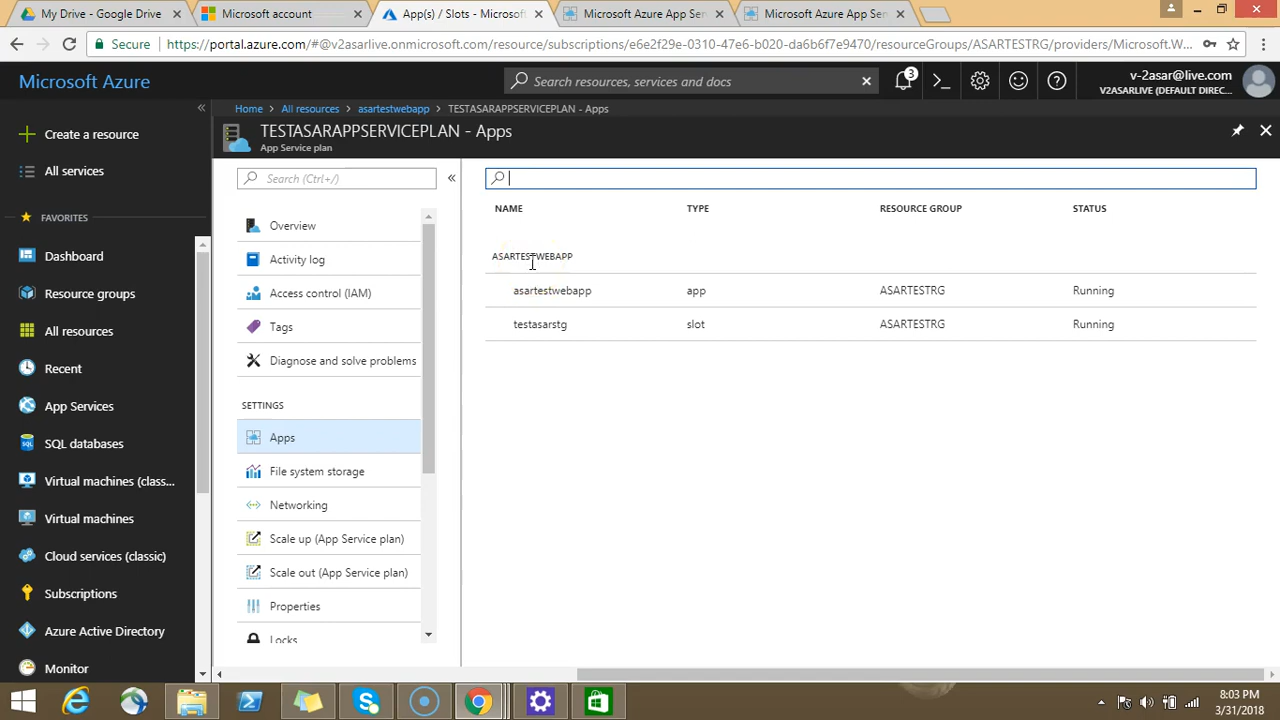 My Drive - Google Drive
Microsoft account
App(s) / Slots - Microsof
Microsoft Azure App Ser
Microsoft Azure App Ser
Secure
https://portal.azure.com/#@v2asarlive.onmicrosoft.com/resource/subscriptions/e6e2f29e-0310-47e6-b020-dab6f7e9470/resourceGroups/ASARTESTRG/providers/Microsoft.W...
Microsoft Azure
Search resources, services and docs
3
v-2asar@live.com
V2ASARLIVE (DEFAULT DIREC...
Home
All resources
asartestwebapp
TESTASARAPPSERVICEPLAN - Apps
TESTASARAPPSERVICEPLAN - Apps
App Service plan
Create a resource
All services
FAVORITES
Dashboard
Resource groups
All resources
Recent
App Services
SQL databases
Virtual machines (class...
Virtual machines
Cloud services (classic)
Subscriptions
Azure Active Directory
Monitor
Search (Ctrl+/)
Overview
Activity log
Access control (IAM)
Tags
Diagnose and solve problems
SETTINGS
Apps
File system storage
Networking
Scale up (App Service plan)
Scale out (App Service plan)
Properties
Locks
NAME TYPE RESOURCE GROUP STATUS
ASARTESTWEBAPP
asartestwebapp app ASARTESTRG Running
testasarstg slot ASARTESTRG Running
8:03 PM
3/31/2018